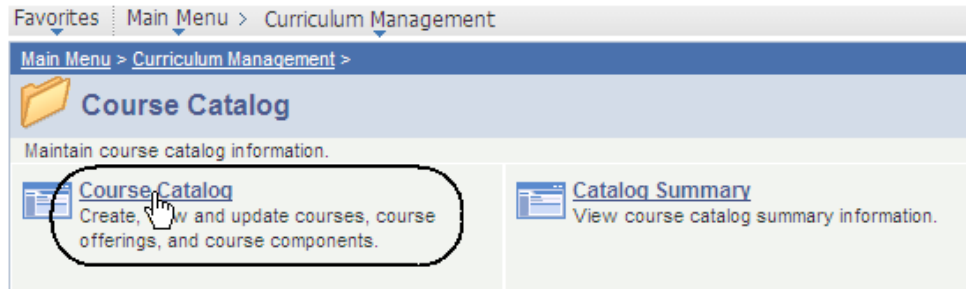 Favorites Main Menu > Curriculum Management
Main Menu > Curriculum Management >
Course Catalog
Maintain course catalog information.
Course Catalog
Create, and update courses, course
offerings, and course components.
Catalog Summary
View course catalog summary information.